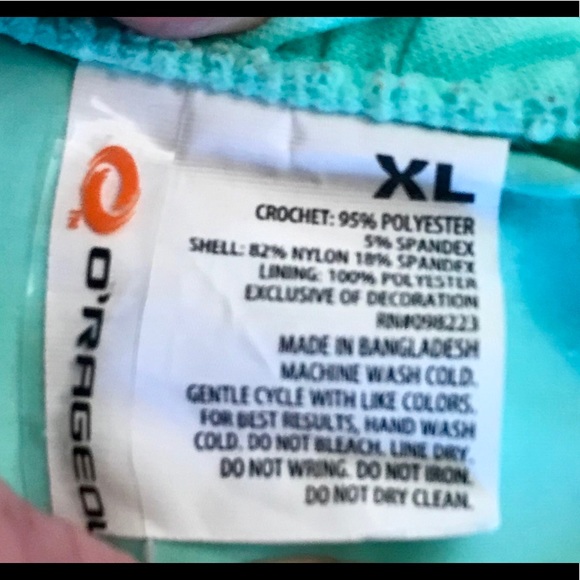 XL
CROCHET: 95% POLYESTER
5% SPANDEX
SHELL: 82% NYLON 18% SPANDEX
LINING: 100% POLYESTER
EXCLUSIVE OF DECORATION
RN#098223
MADE IN BANGLADESH
MACHINE WASH COLD.
GENTLE CYCLE WITH LIKE COLORS.
FOR BEST RESULTS, HAND WASH
COLD. DO NOT BLEACH. LINE DRY.
DO NOT WRING. DO NOT IRON.
DO NOT DRY CLEAN.
TM
O'RAGEOU